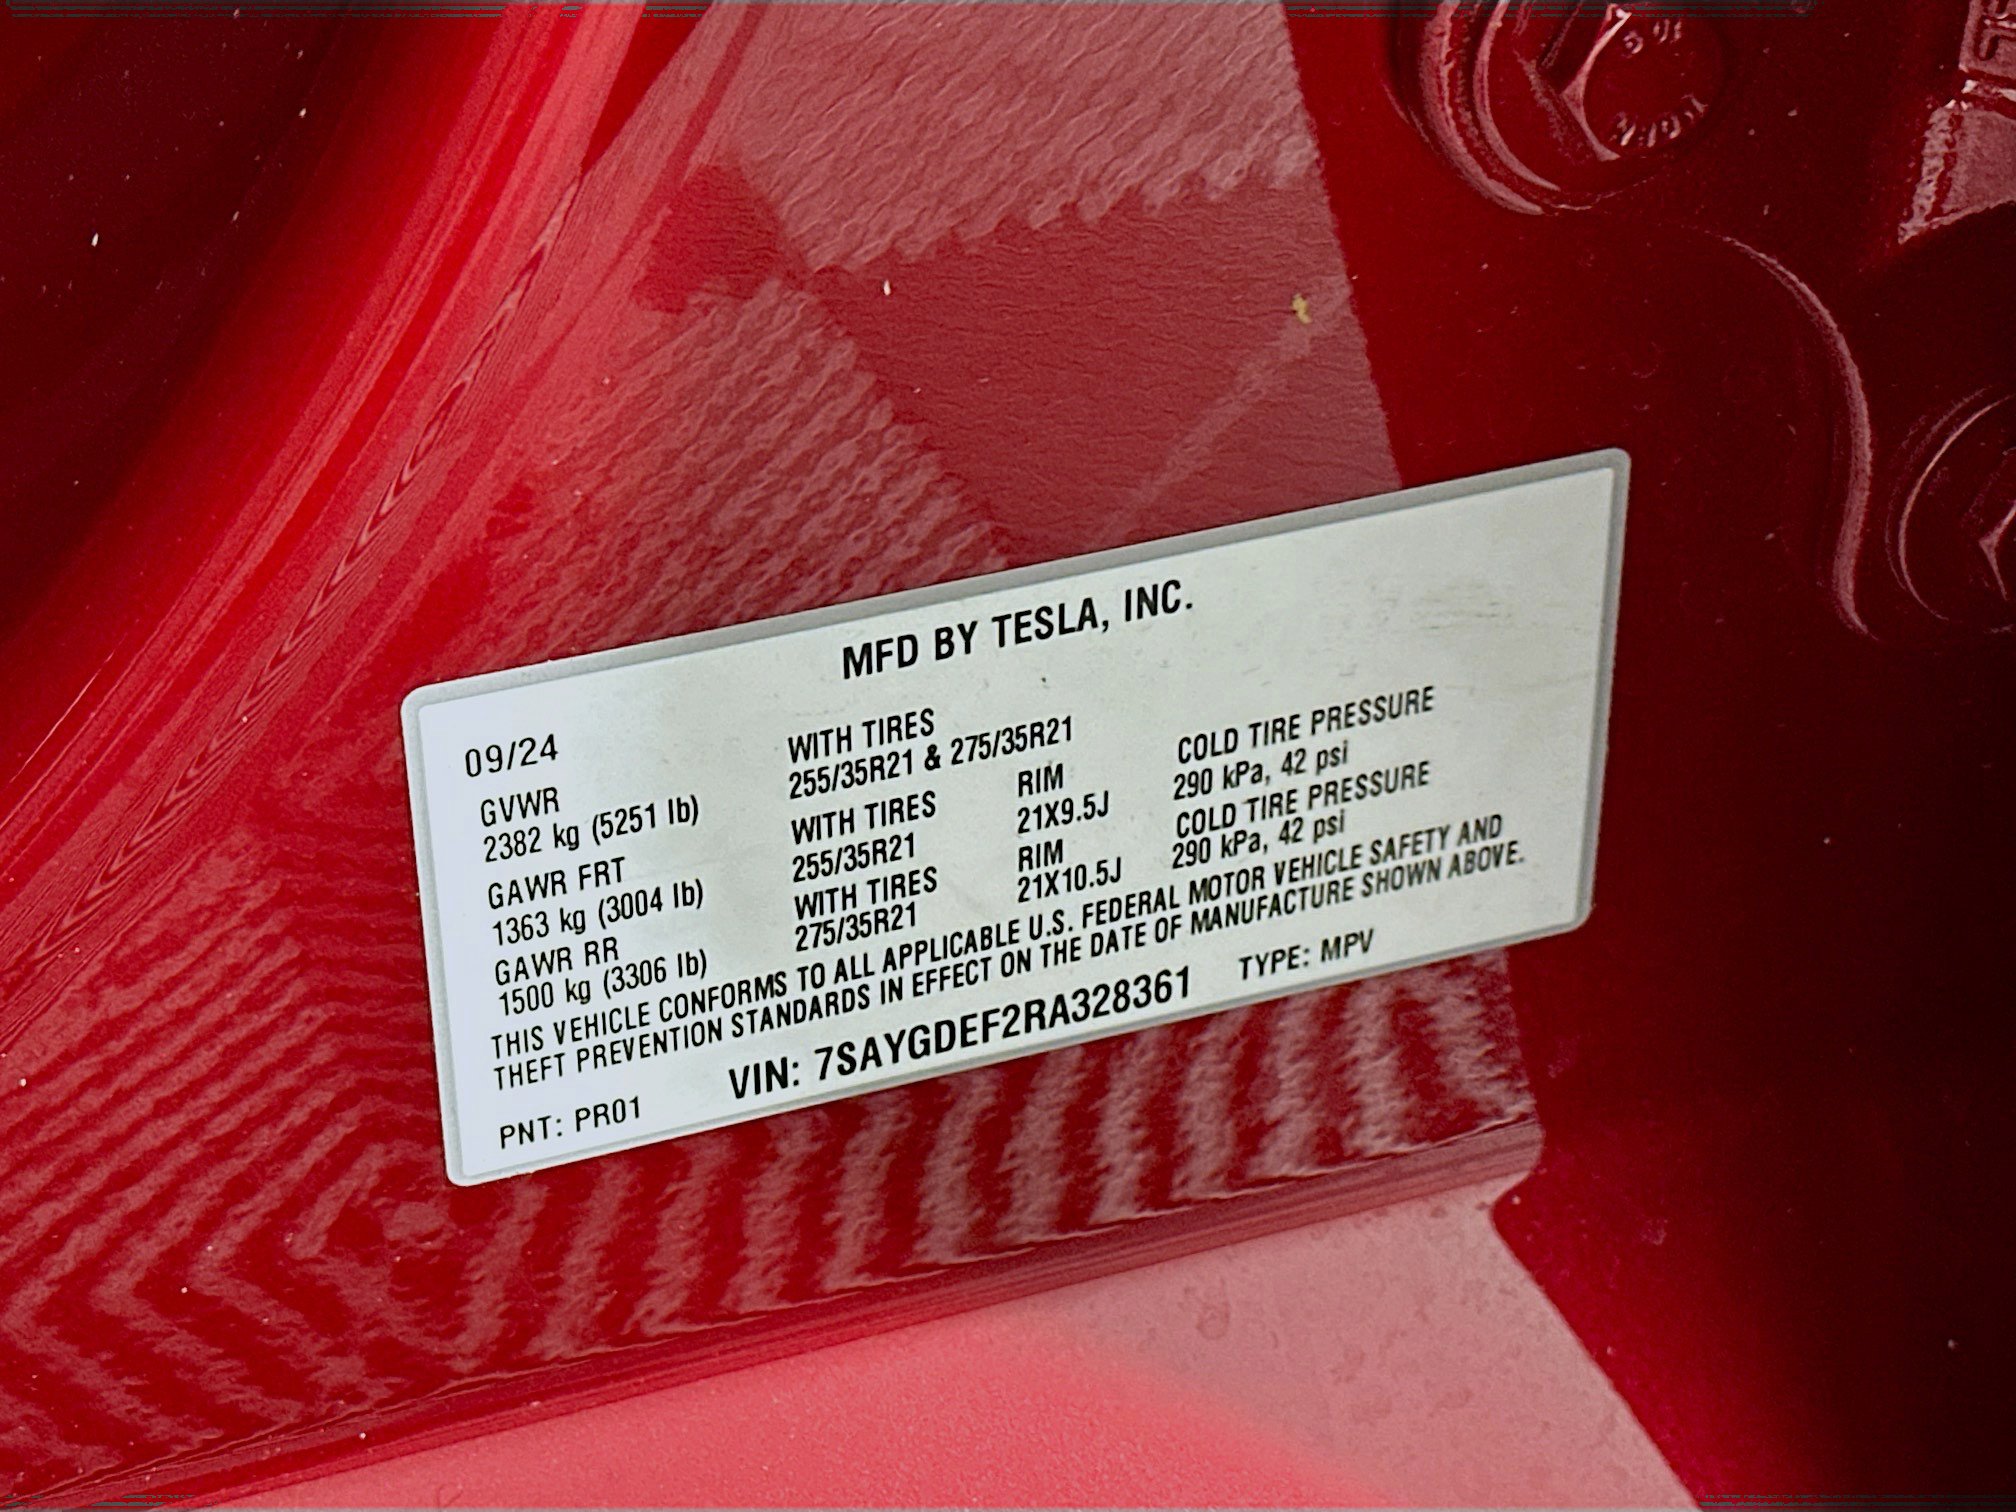 MFD BY TESLA, INC.
09/24
GVWR
2382 kg (5251 lb)
GAWR FRT
1363 kg (3004 lb)
GAWR RR
1500 kg (3306 lb)
WITH TIRES
255/35R21 & 275/35R21
WITH TIRES
255/35R21
WITH TIRES
275/35R21
RIM
21X9.5J
RIM
21X10.5J
COLD TIRE PRESSURE
290 kPa, 42 psi
COLD TIRE PRESSURE
290 kPa, 42 psi
THIS VEHICLE CONFORMS TO ALL APPLICABLE U.S. FEDERAL MOTOR VEHICLE SAFETY AND
THEFT PREVENTION STANDARDS IN EFFECT ON THE DATE OF MANUFACTURE SHOWN ABOVE.
PNT: PR01
VIN: 7SAYGDEF2RA328361
TYPE: MPV